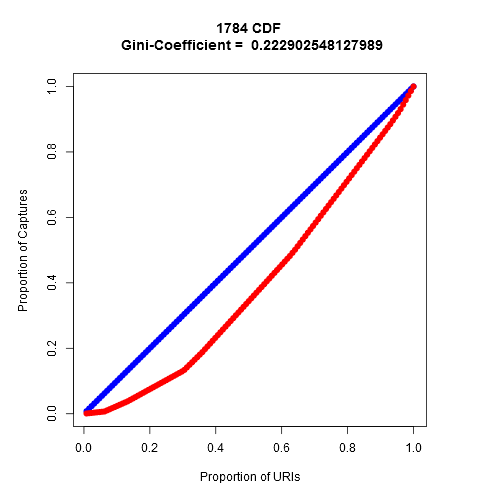 1784 CDF
Gini-Coefficient = 0.222902548127989
Proportion of Captures
1.0
0.8
0.6
0.4
0.2
0.0
0.0 0.2 0.4 0.6 0.8 1.0
Proportion of URIs